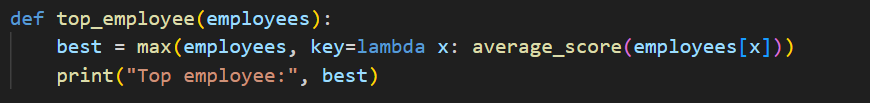 def top_employee(employees):
    best = max(employees, key=lambda x: average_score(employees[x]))
    print("Top employee:", best)